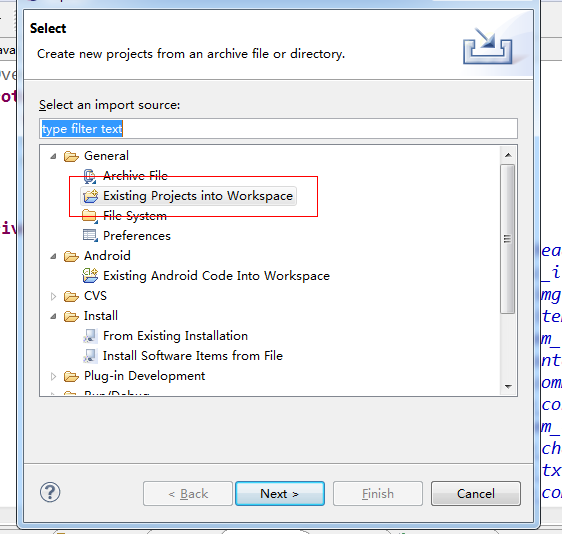 Select
Create new projects from an archive file or directory.
Select an import source:
type filter text
General
Archive File
Existing Projects into Workspace
File System
Preferences
Android
Existing Android Code Into Workspace
CVS
Install
From Existing Installation
Install Software Items from File
Plug-in Development
Run/Debug
? < Back Next > Finish Cancel